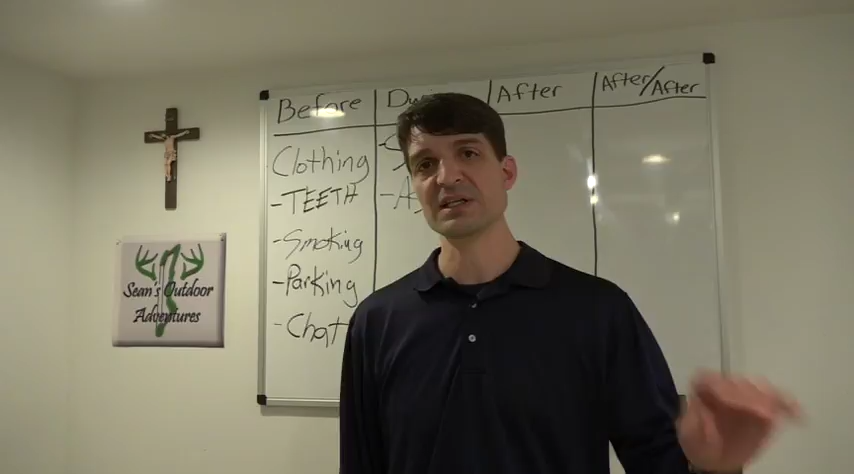 Before
After
After/After
Clothing
-TEETH
-Smoking
-Parking
-Chat
Sean's Outdoor
Adventures